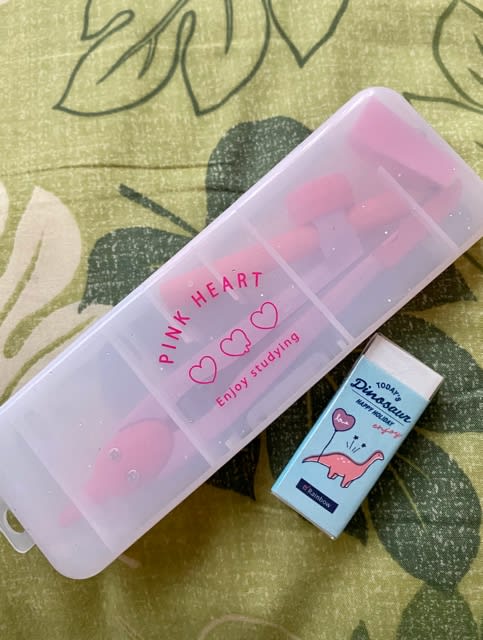 PINK HEART
Enjoy studying
TODAY's
Dinosaur
HAPPY HOLIDAY
enjoy
Rainbow